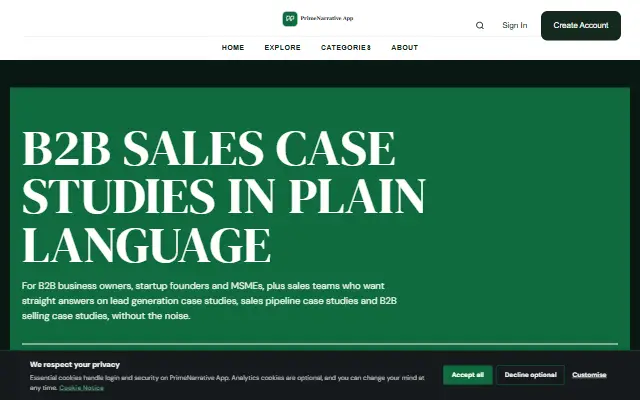 PrimeNarrative App
Sign In
Create Account
HOME
EXPLORE
CATEGORIES
ABOUT
B2B SALES CASE
STUDIES IN PLAIN
LANGUAGE
For B2B business owners, startup founders and MSMEs, plus sales teams who want
straight answers on lead generation case studies, sales pipeline case studies and B2B
selling case studies, without the noise.
We respect your privacy
Essential cookies handle login and security on PrimeNarrative App. Analytics cookies are optional, and you can change your mind at
any time. Cookie Notice
Accept all
Decline optional
Customise